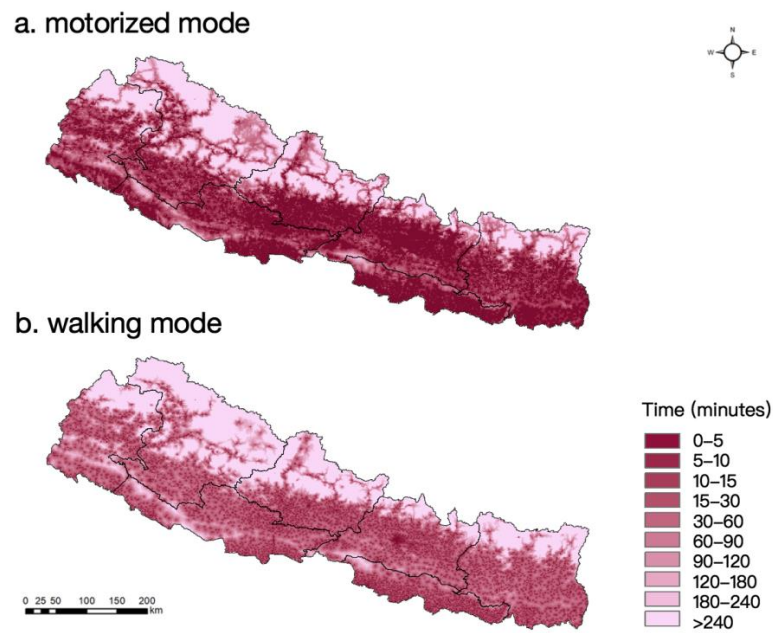 a. motorized mode
N
W E
S
b. walking mode
Time (minutes)
0–5
5–10
10–15
15–30
30–60
60–90
90–120
120–180
180–240
>240
0 25 50 100 150 200
km